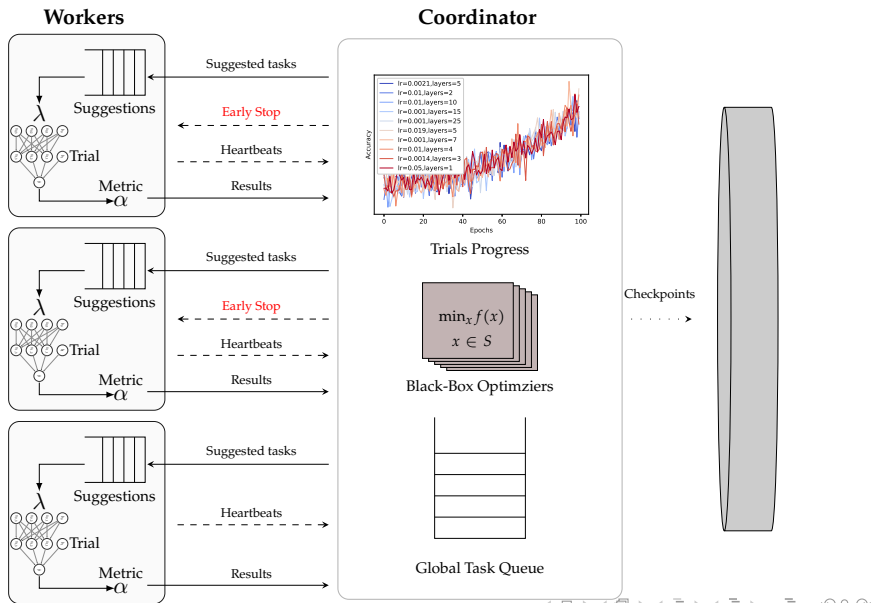 Workers
Coordinator
Suggestions
λ
Trial
Metric
α
Suggested tasks
Early Stop
Heartbeats
Results
Suggestions
λ
Trial
Metric
α
Suggested tasks
Early Stop
Heartbeats
Results
Suggestions
λ
Trial
Metric
α
Suggested tasks
Heartbeats
Results
lr=0.0021,layers=5
lr=0.01,layers=2
lr=0.01,layers=10
lr=0.001,layers=15
lr=0.001,layers=25
lr=0.019,layers=5
lr=0.001,layers=7
lr=0.01,layers=4
lr=0.0014,layers=3
lr=0.05,layers=1
Accuracy
0 20 40 60 80 100
Epochs
Trials Progress
minₓ f(x)
x ∈ S
Black-Box Optimziers
Global Task Queue
Checkpoints